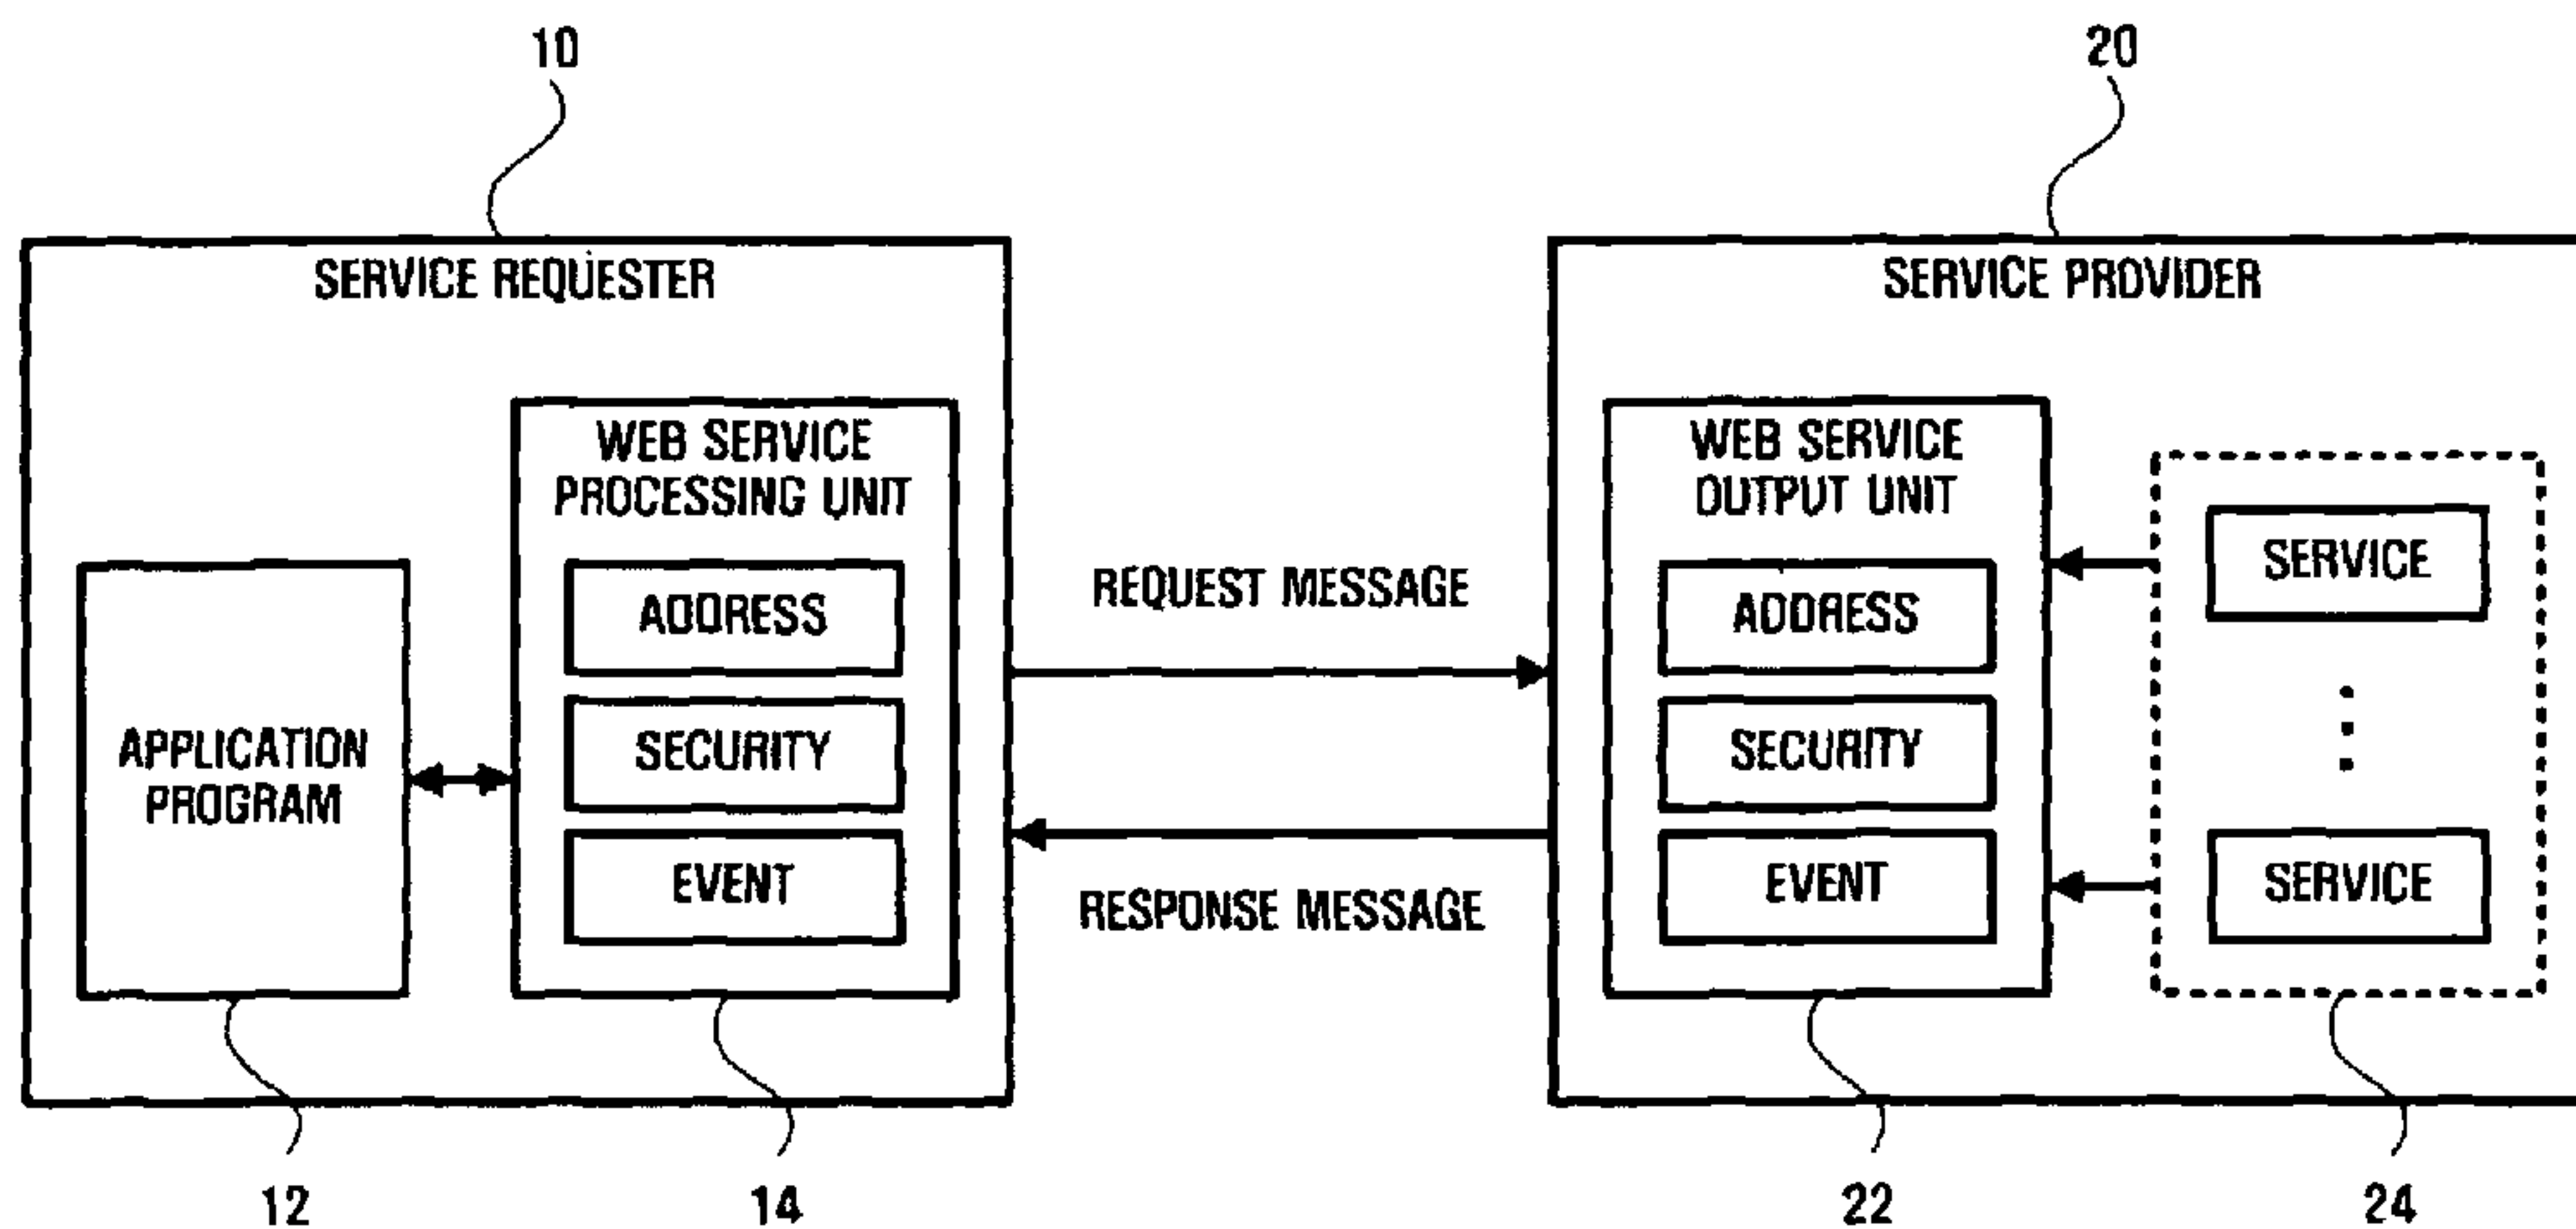 10
20
SERVICE REQUESTER
SERVICE PROVIDER
WEB SERVICE
PROCESSING UNIT
ADDRESS
SECURITY
EVENT
APPLICATION
PROGRAM
REQUEST MESSAGE
RESPONSE MESSAGE
WEB SERVICE
OUTPUT UNIT
ADDRESS
SECURITY
EVENT
SERVICE
SERVICE
12
14
22
24